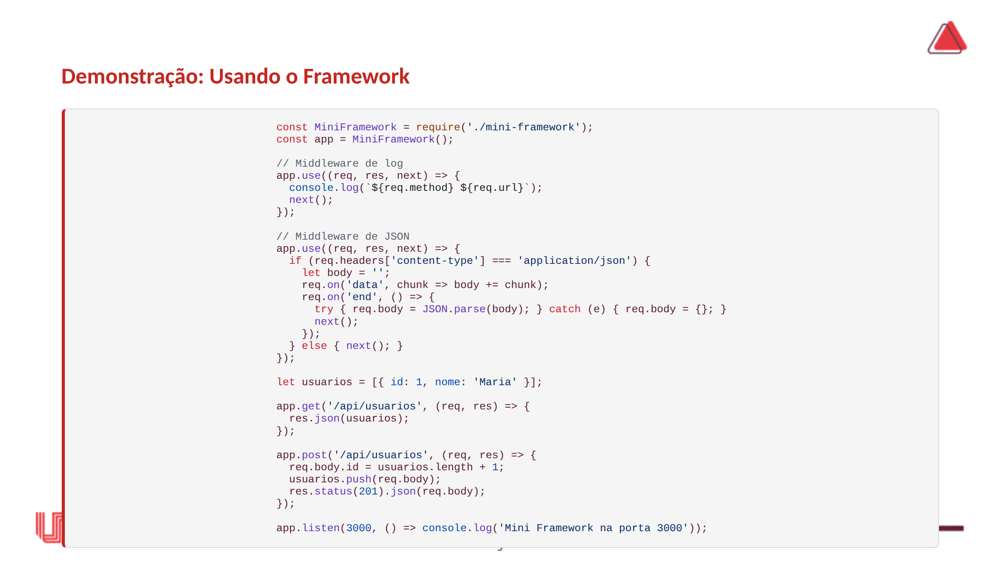 Demonstração: Usando o Framework
const MiniFramework = require('./mini-framework');
const app = MiniFramework();
// Middleware de log
app.use((req, res, next) => {
  console.log(`${req.method} ${req.url}`);
  next();
});
// Middleware de JSON
app.use((req, res, next) => {
  if (req.headers['content-type'] === 'application/json') {
    let body = '';
    req.on('data', chunk => body += chunk);
    req.on('end', () => {
      try { req.body = JSON.parse(body); } catch (e) { req.body = {}; }
      next();
    });
  } else { next(); }
});
let usuarios = [{ id: 1, nome: 'Maria' }];
app.get('/api/usuarios', (req, res) => {
  res.json(usuarios);
});
app.post('/api/usuarios', (req, res) => {
  req.body.id = usuarios.length + 1;
  usuarios.push(req.body);
  res.status(201).json(req.body);
});
app.listen(3000, () => console.log('Mini Framework na porta 3000'));